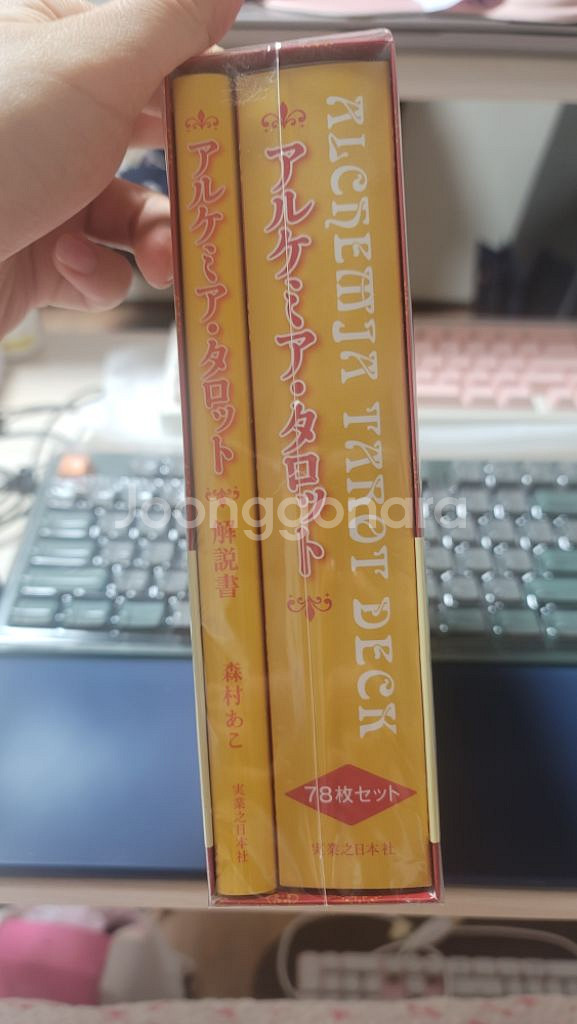 アルケミア・タロット
解説書
森村あこ
実業之日本社
アルケミア・タロット
ALCHEMIA TAROT DECK
78枚セット
実業之日本社
Joonggonara